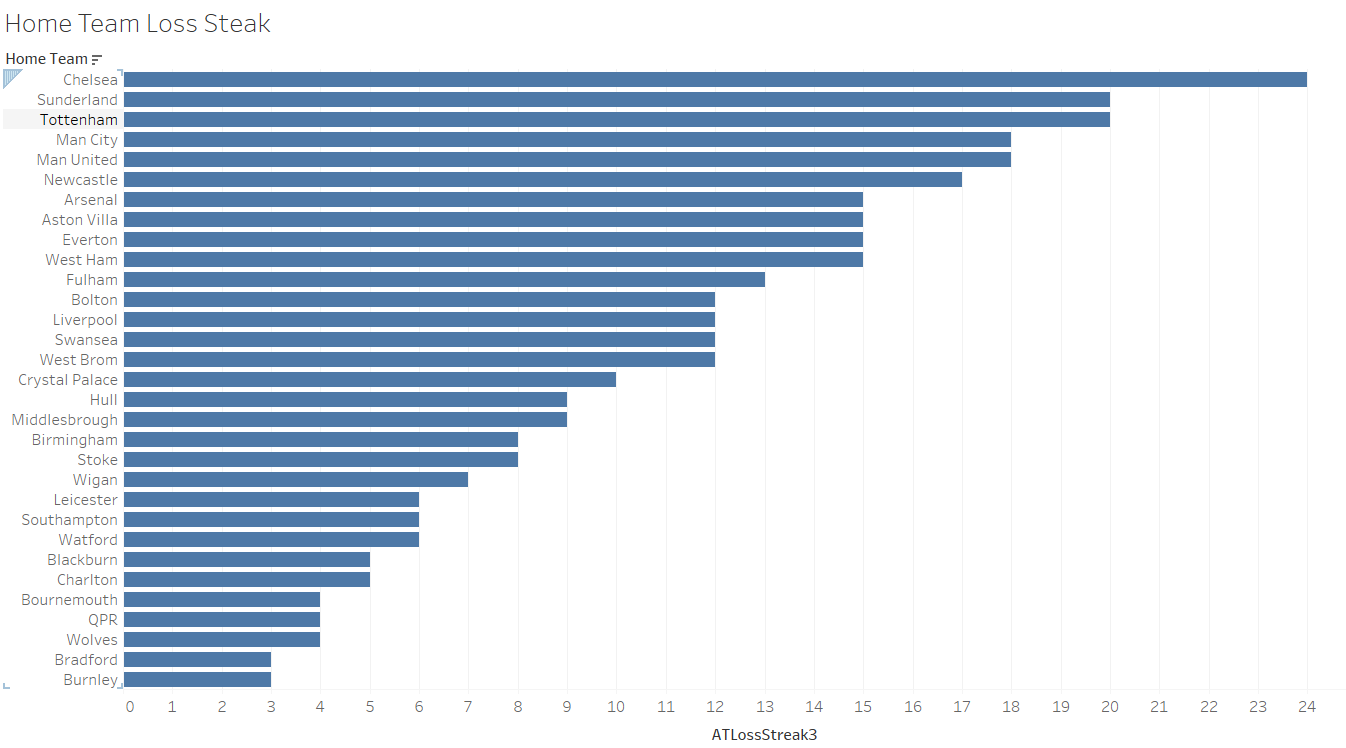 Home Team Loss Steak
Home Team
Chelsea
Sunderland
Tottenham
Man City
Man United
Newcastle
Arsenal
Aston Villa
Everton
West Ham
Fulham
Bolton
Liverpool
Swansea
West Brom
Crystal Palace
Hull
Middlesbrough
Birmingham
Stoke
Wigan
Leicester
Southampton
Watford
Blackburn
Charlton
Bournemouth
QPR
Wolves
Bradford
Burnley
0 1 2 3 4 5 6 7 8 9 10 11 12 13 14 15 16 17 18 19 20 21 22 23 24
ATLossStreak3